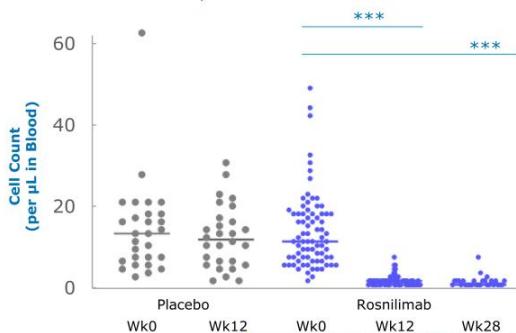 ***
***
60
40
20
0
Cell Count
(per µL in Blood)
Placebo Rosnilimab
Wk0 Wk12 Wk0 Wk12 Wk28